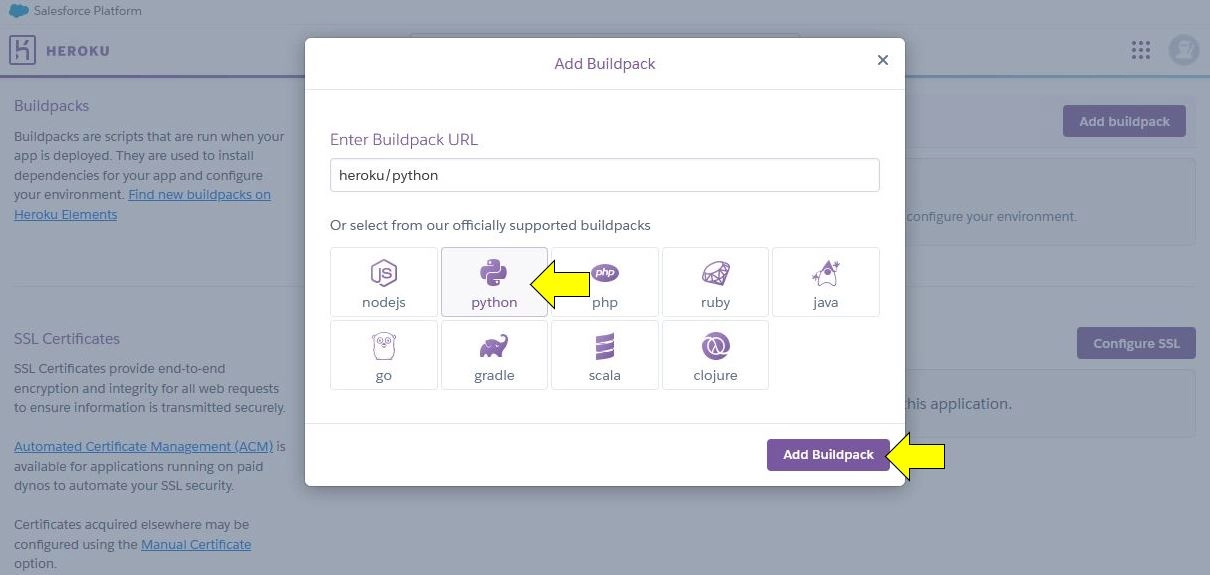 Salesforce Platform
HEROKU
Add Buildpack
Enter Buildpack URL
heroku/python
Or select from our officially supported buildpacks
JS
nodejs
python
php
php
ruby
java
go
gradle
scala
clojure
Add Buildpack
Buildpacks
Buildpacks are scripts that are run when your
app is deployed. They are used to install
dependencies for your app and configure
your environment. Find new buildpacks on
Heroku Elements
Add buildpack
configure your environment.
SSL Certificates
SSL Certificates provide end-to-end
encryption and integrity for all web requests
to ensure information is transmitted securely.
Automated Certificate Management (ACM) is
available for applications running on paid
dynos to automate your SSL security.
Certificates acquired elsewhere may be
configured using the Manual Certificate
option.
Configure SSL
this application.